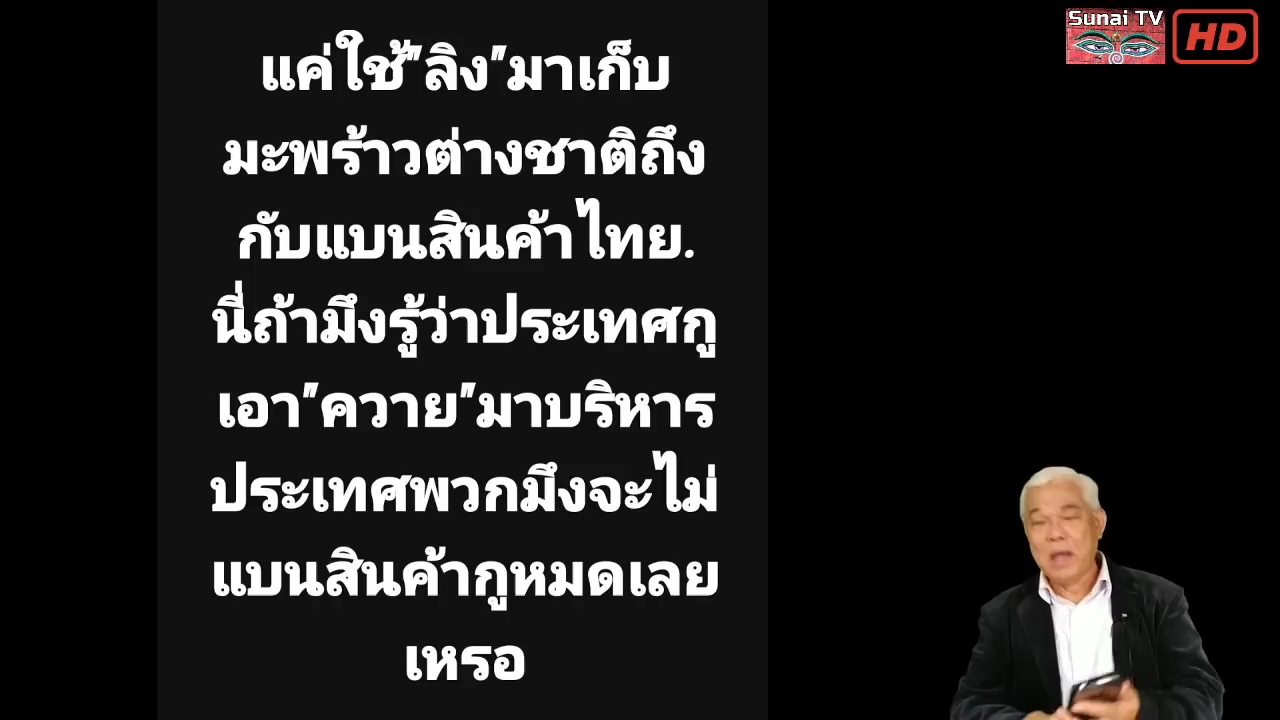 แค่ใช้"ลิง"มาเก็บ
มะพร้าวต่างชาติถึง
กับแบนสินค้าไทย.
นี่ถ้ามึงรู้ว่าประเทศกู
เอา"ควาย"มาบริหาร
ประเทศพวกมึงจะไม่
แบนสินค้ากูหมดเลย
เหรอ
Sunai TV
HD